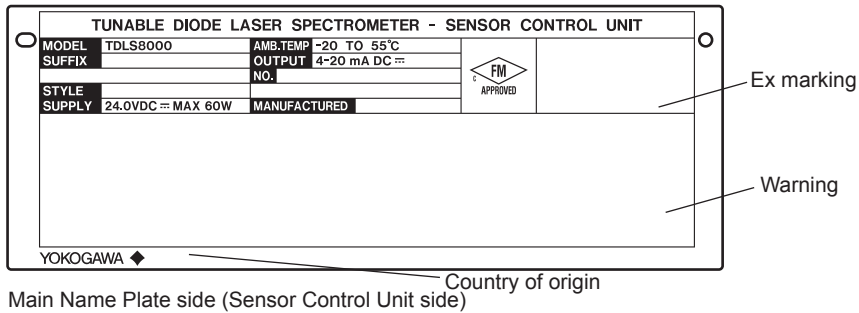 TUNABLE DIODE LASER SPECTROMETER - SENSOR CONTROL UNIT
MODEL TDLS8000 AMB.TEMP -20 TO 55°C
SUFFIX OUTPUT 4-20 mA DC ⎓
NO.
STYLE
SUPPLY 24.0VDC ⎓ MAX 60W MANUFACTURED
c FM
APPROVED
Ex marking
Warning
YOKOGAWA ◆
Country of origin
Main Name Plate side (Sensor Control Unit side)